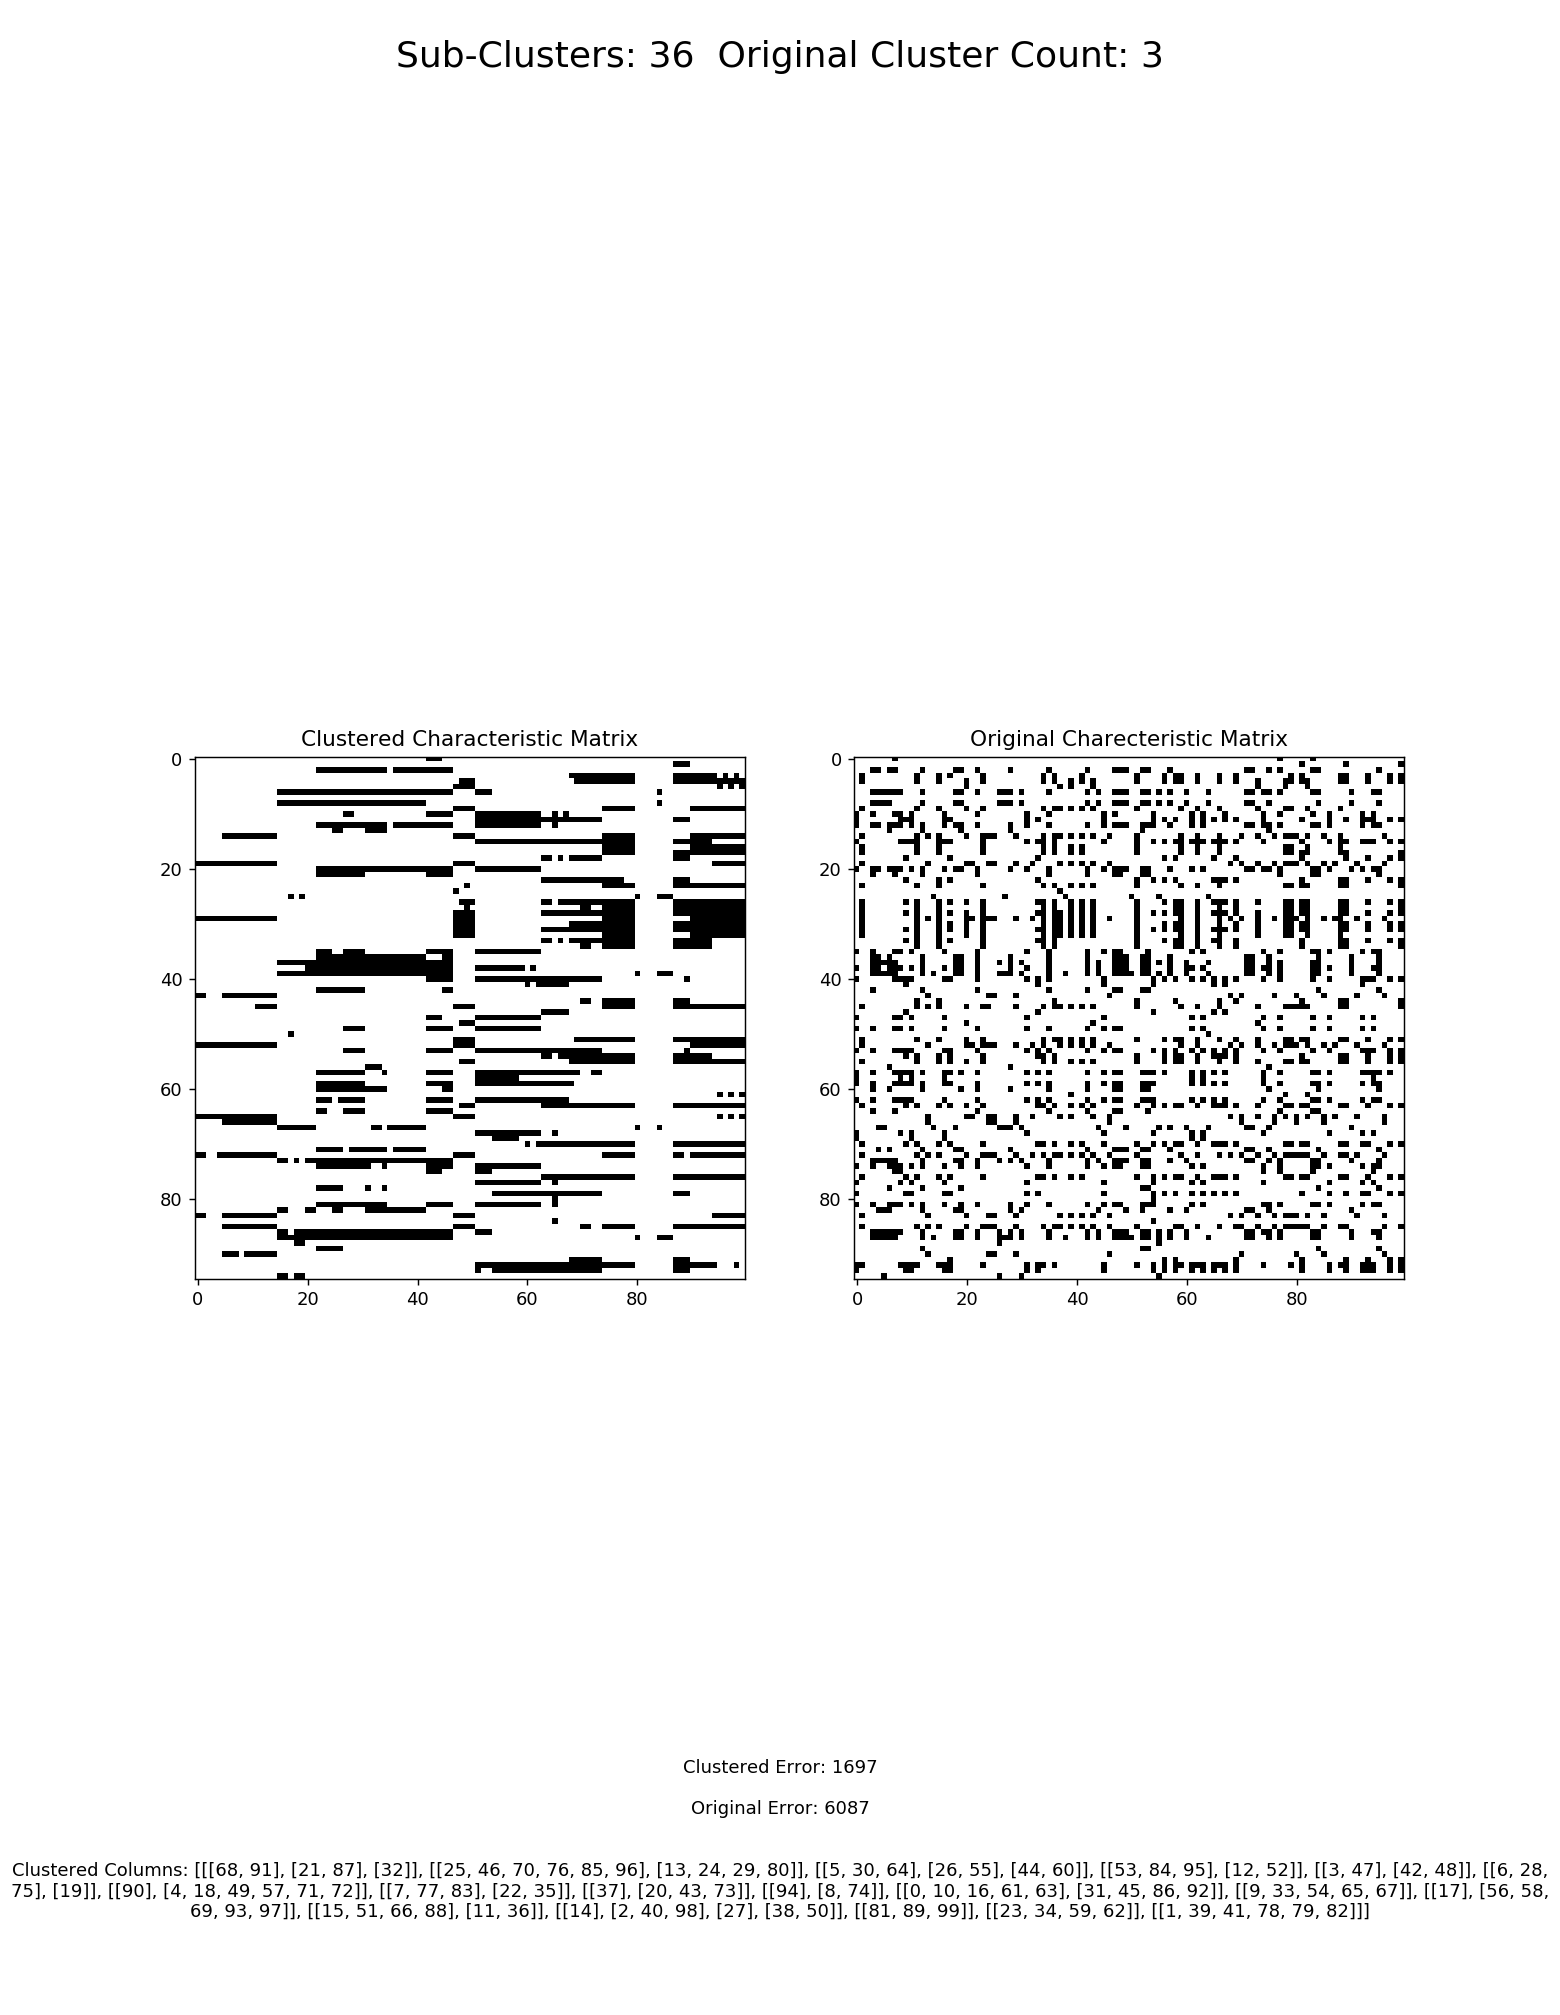 Sub-Clusters: 36  Original Cluster Count: 3
Clustered Characteristic Matrix
0
20
40
60
80
0 20 40 60 80
Original Charecteristic Matrix
0
20
40
60
80
0 20 40 60 80
Clustered Error: 1697
Original Error: 6087
Clustered Columns: [[[68, 91], [21, 87], [32]], [[25, 46, 70, 76, 85, 96], [13, 24, 29, 80]], [[5, 30, 64], [26, 55], [44, 60]], [[53, 84, 95], [12, 52]], [[3, 47], [42, 48]], [[6, 28,
75], [19]], [[90], [4, 18, 49, 57, 71, 72]], [[7, 77, 83], [22, 35]], [[37], [20, 43, 73]], [[94], [8, 74]], [[0, 10, 16, 61, 63], [31, 45, 86, 92]], [[9, 33, 54, 65, 67]], [[17], [56, 58,
69, 93, 97]], [[15, 51, 66, 88], [11, 36]], [[14], [2, 40, 98], [27], [38, 50]], [[81, 89, 99]], [[23, 34, 59, 62]], [[1, 39, 41, 78, 79, 82]]]